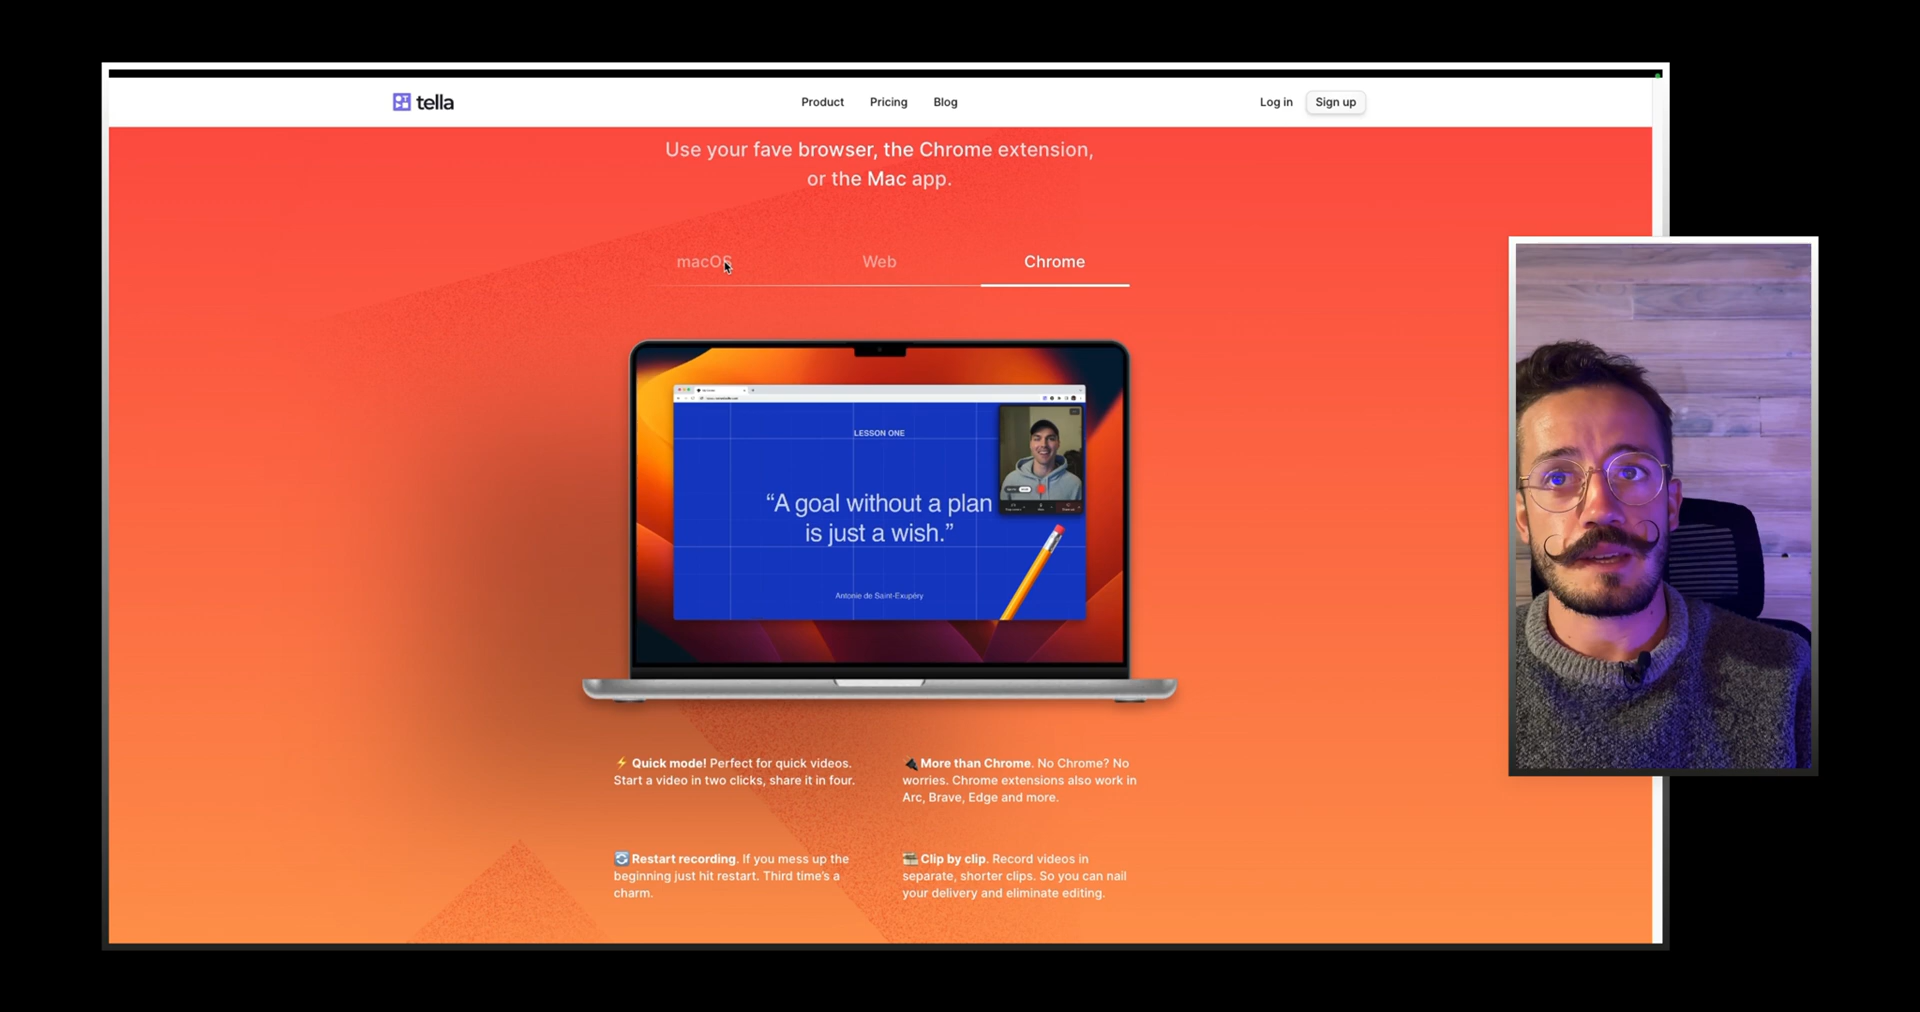 tella
Product
Pricing
Blog
Log in
Sign up
Use your fave browser, the Chrome extension,
or the Mac app.
macOS
Web
Chrome
LESSON ONE
“A goal without a plan
is just a wish.”
Antonie de Saint-Exupéry
⚡ Quick mode! Perfect for quick videos.
Start a video in two clicks, share it in four.
🔌 More than Chrome. No Chrome? No
worries. Chrome extensions also work in
Arc, Brave, Edge and more.
🔄 Restart recording. If you mess up the
beginning just hit restart. Third time’s a
charm.
🎬 Clip by clip. Record videos in
separate, shorter clips. So you can nail
your delivery and eliminate editing.